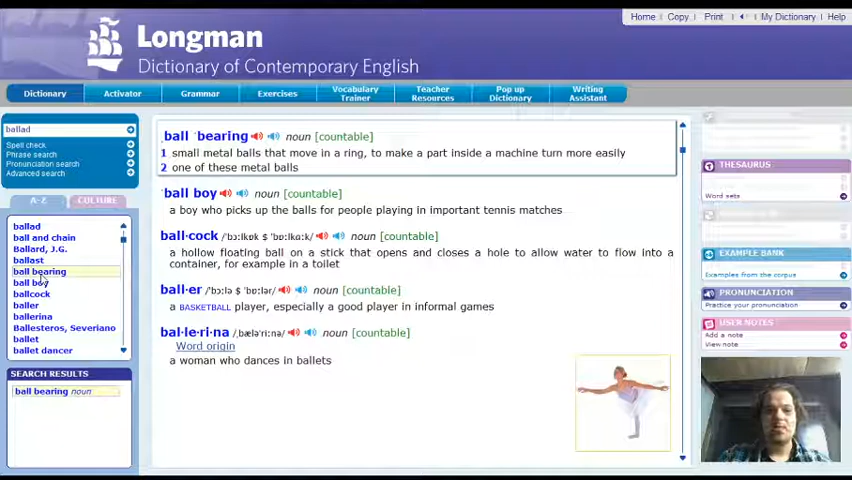 Home
Copy
Print
My Dictionary
Help
Longman
Dictionary of Contemporary English
Dictionary
Activator
Grammar
Exercises
Vocabulary
Trainer
Teacher
Resources
Pop up
Dictionary
Writing
Assistant
ballad
Spell check
Phrase search
Pronunciation search
Advanced search
A-Z
CULTURE
ballad
ball and chain
Ballard, J.G.
ballast
ball bearing
ball boy
ballcock
baller
ballerina
Ballesteros, Severiano
ballet
ballet dancer
SEARCH RESULTS
ball bearing noun
ˌball ˈbearing noun [countable]
1 small metal balls that move in a ring, to make a part inside a machine turn more easily
2 one of these metal balls
ˈball boy noun [countable]
a boy who picks up the balls for people playing in important tennis matches
ball·cock /ˈbɔːlkɒk $ ˈbɒːlkɑːk/ noun [countable]
a hollow floating ball on a stick that opens and closes a hole to allow water to flow into a
container, for example in a toilet
ball·er /ˈbɔːlə $ ˈbɒːlər/ noun [countable]
a BASKETBALL player, especially a good player in informal games
bal·le·ri·na /ˌbæləˈriːnə/ noun [countable]
Word origin
a woman who dances in ballets
THESAURUS
Word sets
EXAMPLE BANK
Examples from the corpus
PRONUNCIATION
Practice your pronunciation
USER NOTES
Add a note
View note